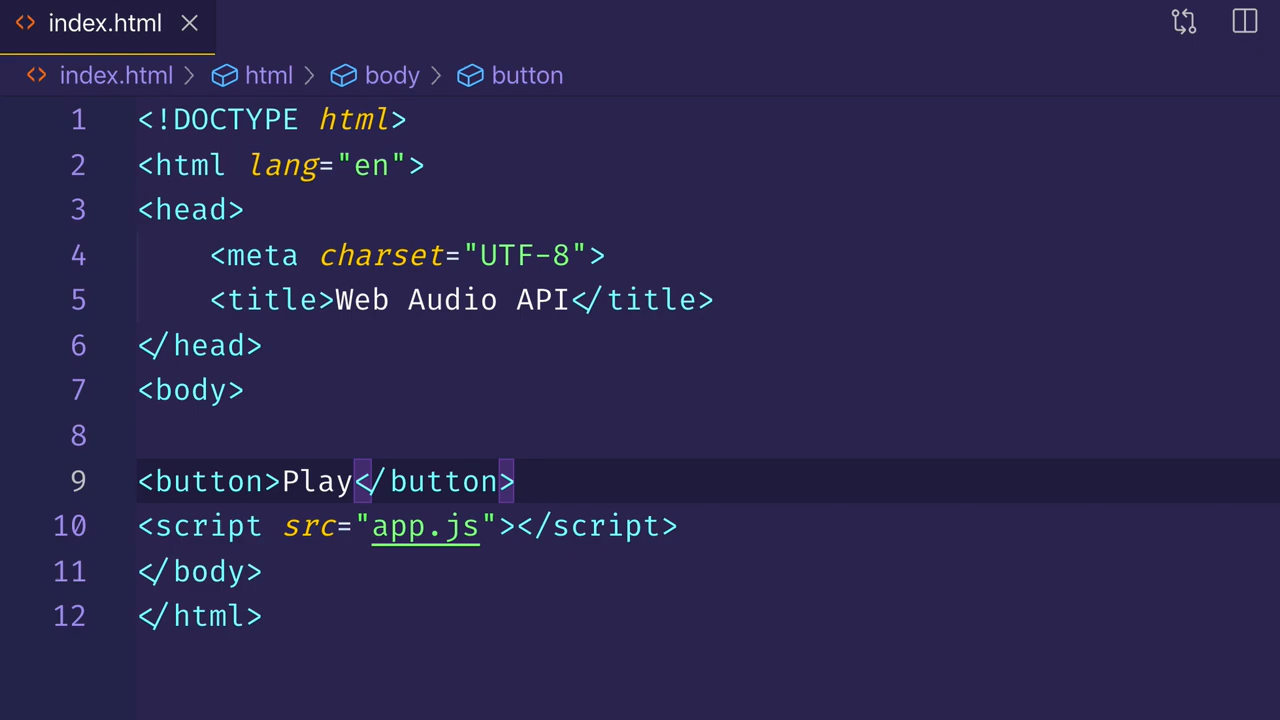 index.html
index.html > html > body > button
1 <!DOCTYPE html>
2 <html lang="en">
3 <head>
4     <meta charset="UTF-8">
5     <title>Web Audio API</title>
6 </head>
7 <body>
8
9 <button>Play</button>
10 <script src="app.js"></script>
11 </body>
12 </html>